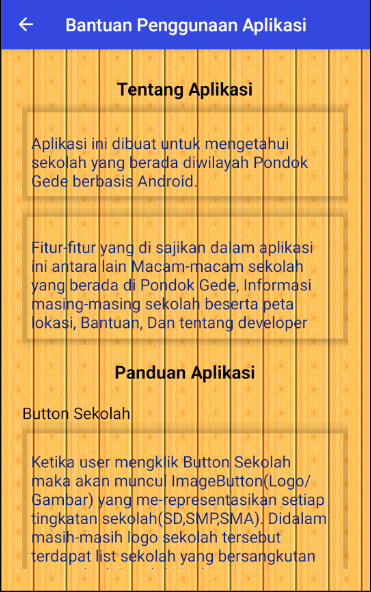 Bantuan Penggunaan Aplikasi
Tentang Aplikasi
Aplikasi ini dibuat untuk mengetahui
sekolah yang berada diwilayah Pondok
Gede berbasis Android.
Fitur-fitur yang di sajikan dalam aplikasi
ini antara lain Macam-macam sekolah
yang berada di Pondok Gede, Informasi
masing-masing sekolah beserta peta
lokasi, Bantuan, Dan tentang developer
Panduan Aplikasi
Button Sekolah
Ketika user mengklik Button Sekolah
maka akan muncul ImageButton(Logo/
Gambar) yang me-representasikan setiap
tingkatan sekolah(SD,SMP,SMA). Didalam
masih-masih logo sekolah tersebut
terdapat list sekolah yang bersangkutan